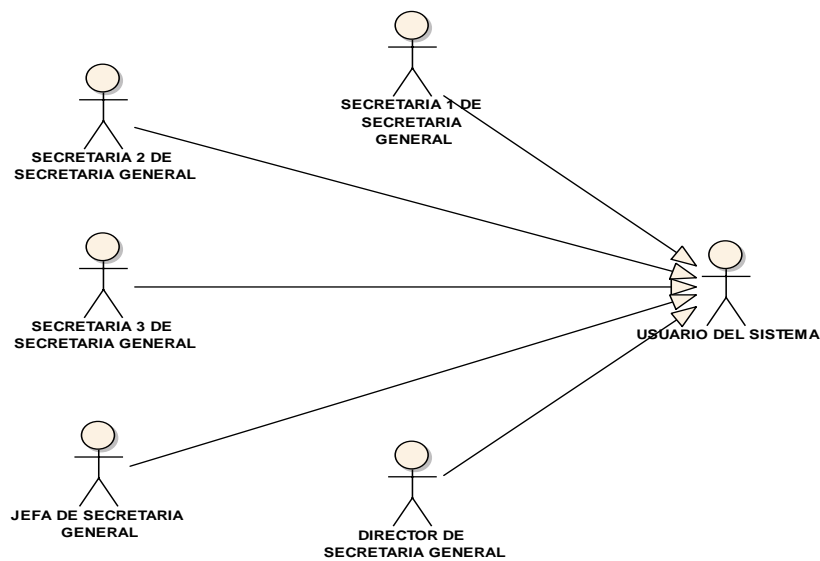 SECRETARIA 1 DE
SECRETARIA
GENERAL
SECRETARIA 2 DE
SECRETARIA GENERAL
SECRETARIA 3 DE
SECRETARIA GENERAL
USUARIO DEL SISTEMA
JEFA DE SECRETARIA
GENERAL
DIRECTOR DE
SECRETARIA GENERAL